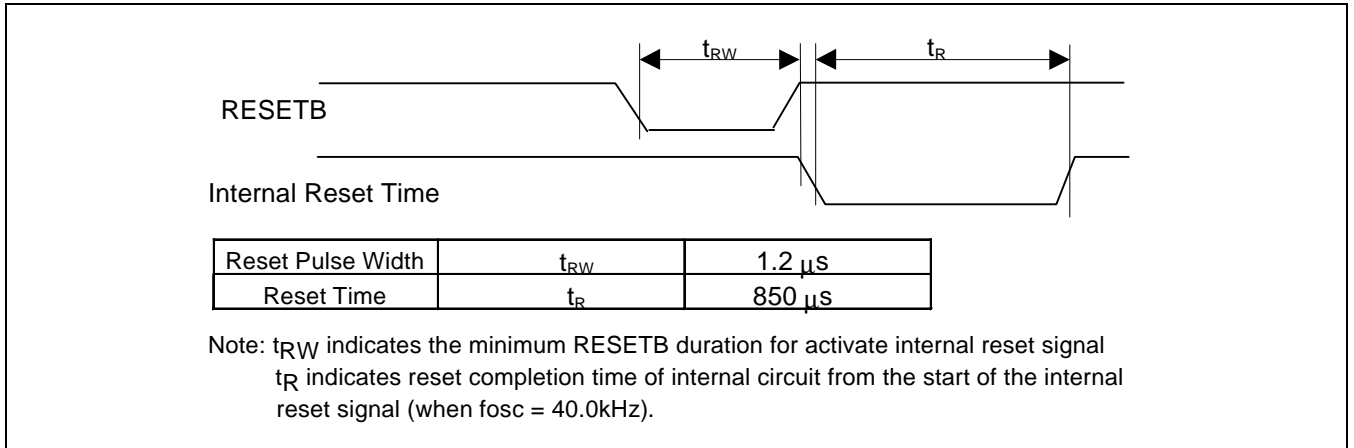 tRW tR
RESETB
Internal Reset Time
Reset Pulse Width tRW 1.2 µs
Reset Time tR 850 µs
Note: tRW indicates the minimum RESETB duration for activate internal reset signal
tR indicates reset completion time of internal circuit from the start of the internal
reset signal (when fosc = 40.0kHz).